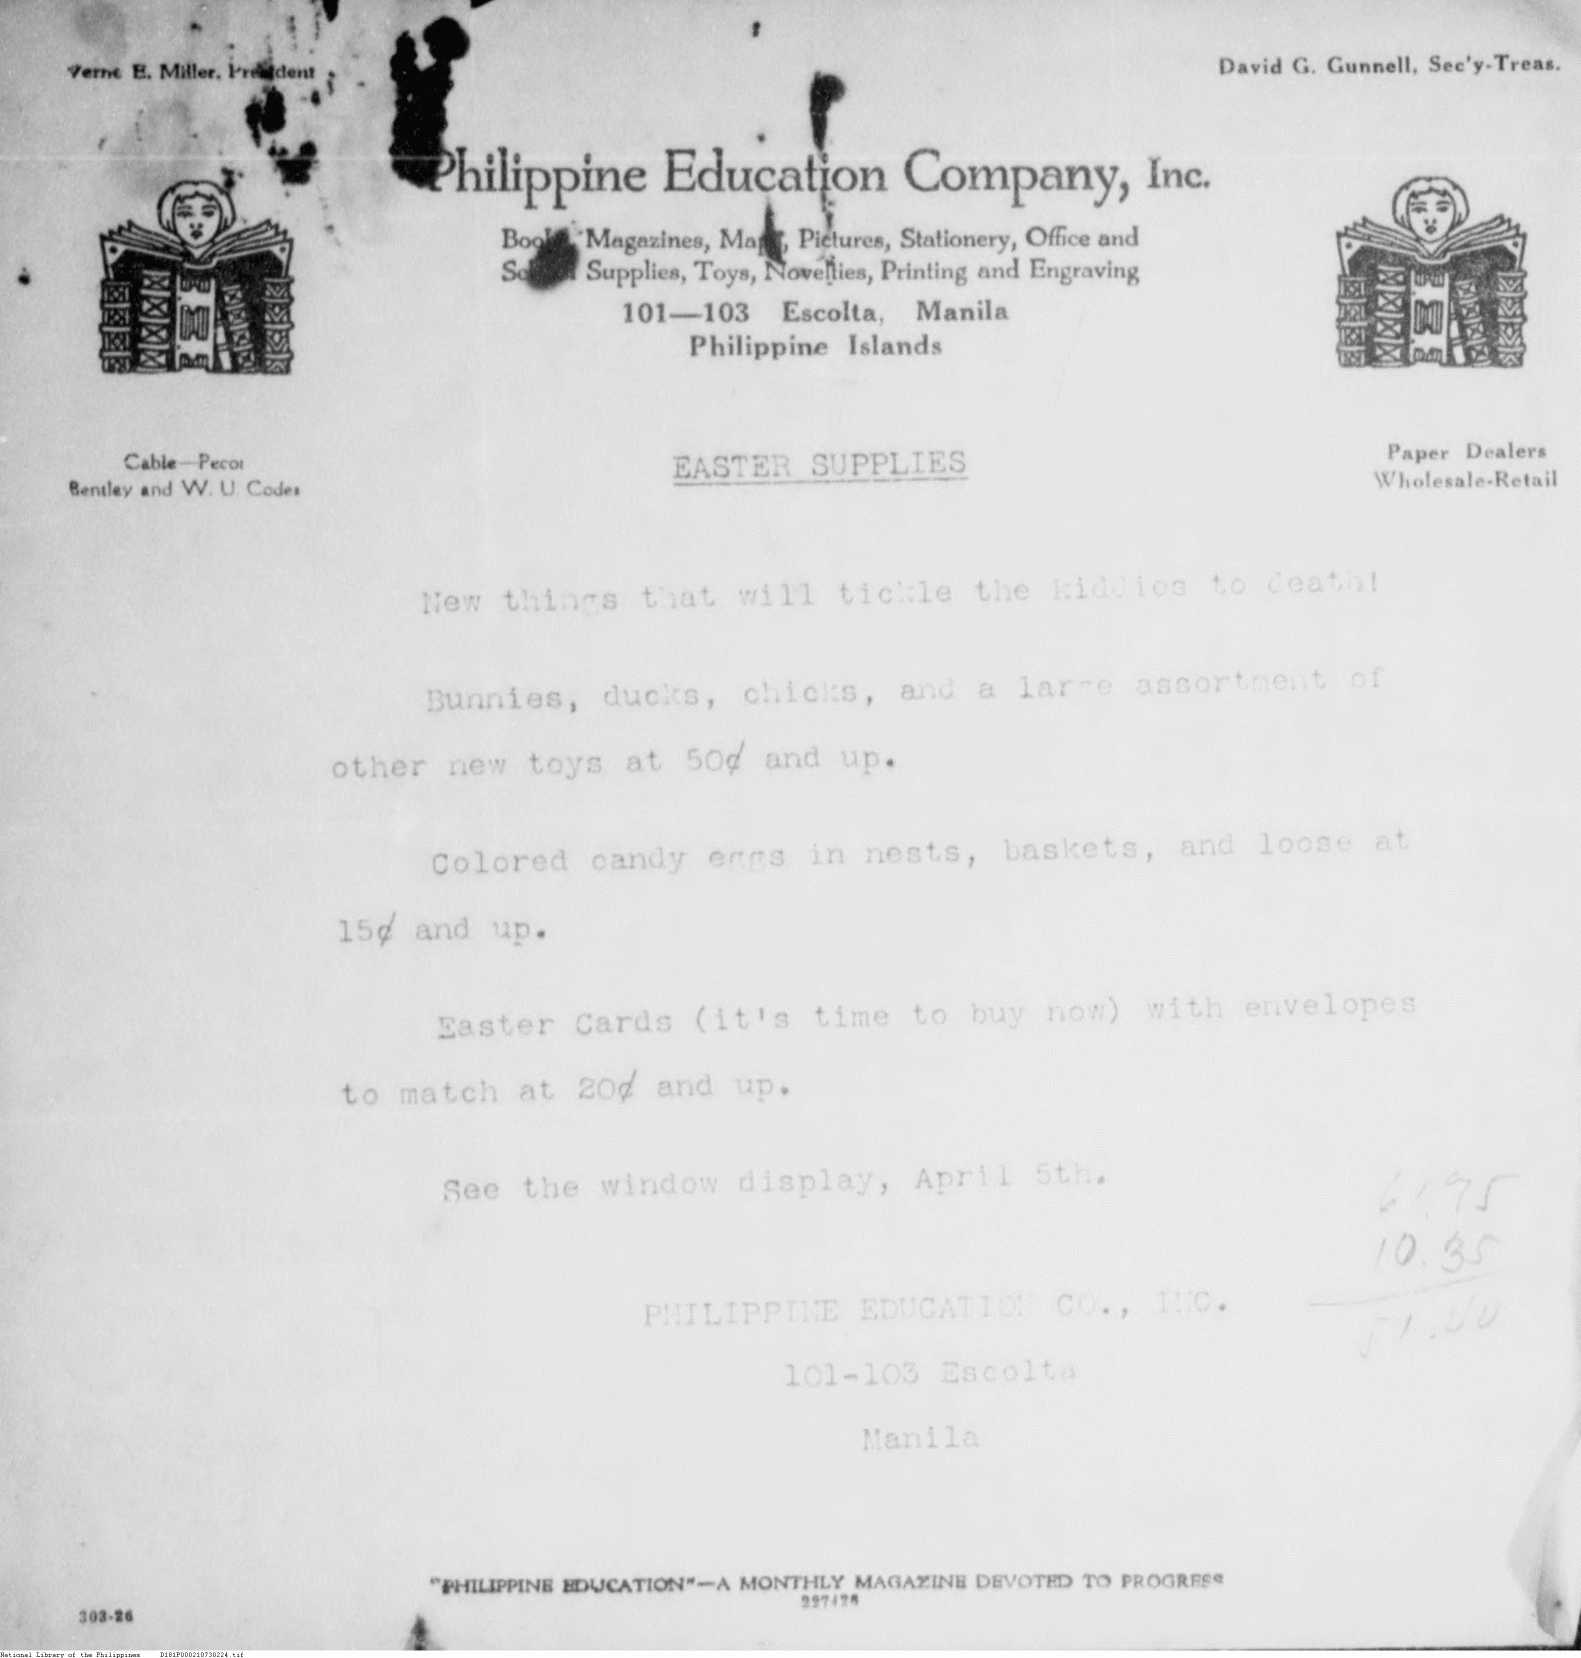 Verne E. Miller, President
David G. Gunnell, Sec'y-Treas.
Philippine Education Company, Inc.
Books, Magazines, Maps, Pictures, Stationery, Office and
School Supplies, Toys, Novelties, Printing and Engraving
101—103 Escolta, Manila
Philippine Islands
Cable—Pecoi
Bentley and W. U. Codes
Paper Dealers
Wholesale-Retail
EASTER SUPPLIES
New things that will tickle the kiddies to death!
Bunnies, ducks, chicks, and a large assortment of
other new toys at 50¢ and up.
Colored candy eggs in nests, baskets, and loose at
15¢ and up.
Easter Cards (it's time to buy now) with envelopes
to match at 20¢ and up.
See the window display, April 5th.
61.75
10.35
PHILIPPINE EDUCATION CO., INC.
101-103 Escolta
Manila
"PHILIPPINE EDUCATION"—A MONTHLY MAGAZINE DEVOTED TO PROGRESS
303-26
National Library of the Philippines D181P000210730224.tif